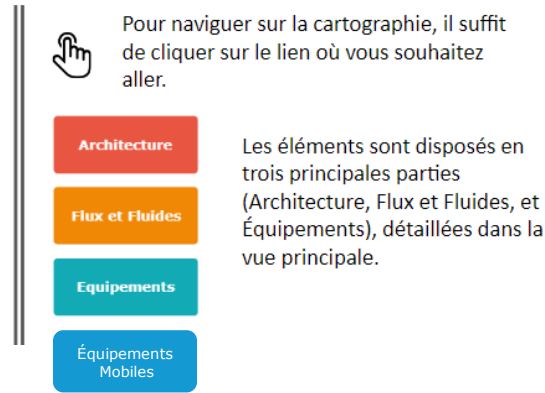 Pour naviguer sur la cartographie, il suffit
de cliquer sur le lien où vous souhaitez
aller.
Architecture
Flux et Fluides
Equipements
Équipements
Mobiles
Les éléments sont disposés en
trois principales parties
(Architecture, Flux et Fluides, et
Équipements), détaillées dans la
vue principale.